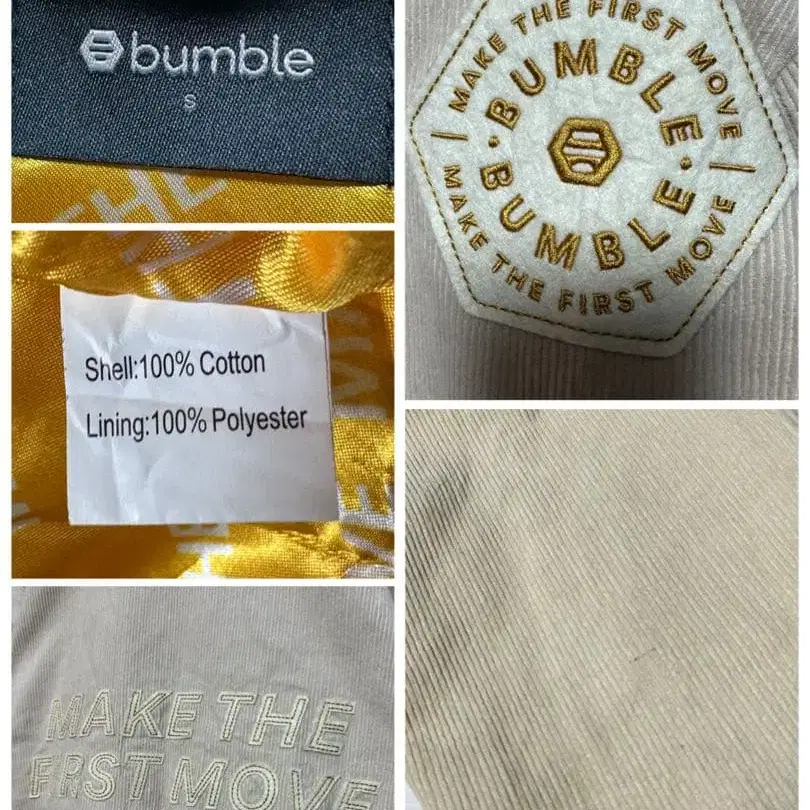 bumble
S
THE
Shell:100% Cotton
Lining:100% Polyester
MAKE THE
FIRST MOVE
MAKE THE FIRST MOVE
BUMBLE
BUMBLE
MAKE THE FIRST MOVE